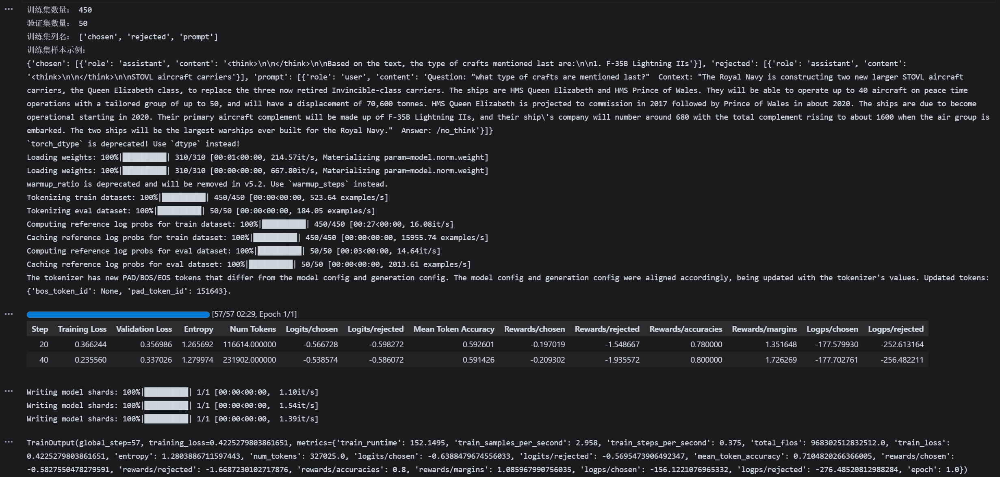 训练集数量： 450
验证集数量： 50
训练集列名： ['chosen', 'rejected', 'prompt']
训练集样本示例：
{'chosen': [{'role': 'assistant', 'content': '<think>\n\n</think>\n\nBased on the text, the type of crafts mentioned last are:\n\n1. F-35B Lightning IIs'}], 'rejected': [{'role': 'assistant', 'content':
'<think>\n\n</think>\n\nSTOVL aircraft carriers'}], 'prompt': [{'role': 'user', 'content': 'Question: "what type of crafts are mentioned last?"  Context: "The Royal Navy is constructing two new larger STOVL aircraft
carriers, the Queen Elizabeth class, to replace the three now retired Invincible-class carriers. The ships are HMS Queen Elizabeth and HMS Prince of Wales. They will be able to operate up to 40 aircraft on peace time
operations with a tailored group of up to 50, and will have a displacement of 70,600 tonnes. HMS Queen Elizabeth is projected to commission in 2017 followed by Prince of Wales in about 2020. The ships are due to become
operational starting in 2020. Their primary aircraft complement will be made up of F-35B Lightning IIs, and their ship\'s company will number around 680 with the total complement rising to about 1600 when the air group is
embarked. The two ships will be the largest warships ever built for the Royal Navy."  Answer: /no_think'}]}
`torch_dtype` is deprecated! Use `dtype` instead!
Loading weights: 100%|██████████| 310/310 [00:01<00:00, 214.57it/s, Materializing param=model.norm.weight]
Loading weights: 100%|██████████| 310/310 [00:00<00:00, 667.80it/s, Materializing param=model.norm.weight]
warmup_ratio is deprecated and will be removed in v5.2. Use `warmup_steps` instead.
Tokenizing train dataset: 100%|██████████| 450/450 [00:00<00:00, 523.64 examples/s]
Tokenizing eval dataset: 100%|██████████| 50/50 [00:00<00:00, 184.05 examples/s]
Computing reference log probs for train dataset: 100%|██████████| 450/450 [00:27<00:00, 16.08it/s]
Caching reference log probs for train dataset: 100%|██████████| 450/450 [00:00<00:00, 15955.74 examples/s]
Computing reference log probs for eval dataset: 100%|██████████| 50/50 [00:03<00:00, 14.64it/s]
Caching reference log probs for eval dataset: 100%|██████████| 50/50 [00:00<00:00, 2013.61 examples/s]
The tokenizer has new PAD/BOS/EOS tokens that differ from the model config and generation config. The model config and generation config were aligned accordingly, being updated with the tokenizer's values. Updated tokens:
{'bos_token_id': None, 'pad_token_id': 151643}.
[57/57 02:29, Epoch 1/1]
Step Training Loss Validation Loss Entropy Num Tokens Logits/chosen Logits/rejected Mean Token Accuracy Rewards/chosen Rewards/rejected Rewards/accuracies Rewards/margins Logps/chosen Logps/rejected
20 0.366244 0.356986 1.265692 116614.000000 -0.566728 -0.598272 0.592601 -0.197019 -1.548667 0.780000 1.351648 -177.579930 -252.613164
40 0.235560 0.337026 1.279974 231902.000000 -0.538574 -0.586072 0.591426 -0.209302 -1.935572 0.800000 1.726269 -177.702761 -256.482211
Writing model shards: 100%|██████████| 1/1 [00:00<00:00,  1.10it/s]
Writing model shards: 100%|██████████| 1/1 [00:00<00:00,  1.54it/s]
Writing model shards: 100%|██████████| 1/1 [00:00<00:00,  1.39it/s]
TrainOutput(global_step=57, training_loss=0.4225279803861651, metrics={'train_runtime': 152.1495, 'train_samples_per_second': 2.958, 'train_steps_per_second': 0.375, 'total_flos': 968302512832512.0, 'train_loss':
0.4225279803861651, 'entropy': 1.2803886711597443, 'num_tokens': 327025.0, 'logits/chosen': -0.6388479674556033, 'logits/rejected': -0.5695473906492347, 'mean_token_accuracy': 0.7104820266366005, 'rewards/chosen':
-0.5827550478279591, 'rewards/rejected': -1.6687230102717876, 'rewards/accuracies': 0.8, 'rewards/margins': 1.085967990756035, 'logps/chosen': -156.1221076965332, 'logps/rejected': -276.48520812988284, 'epoch': 1.0})